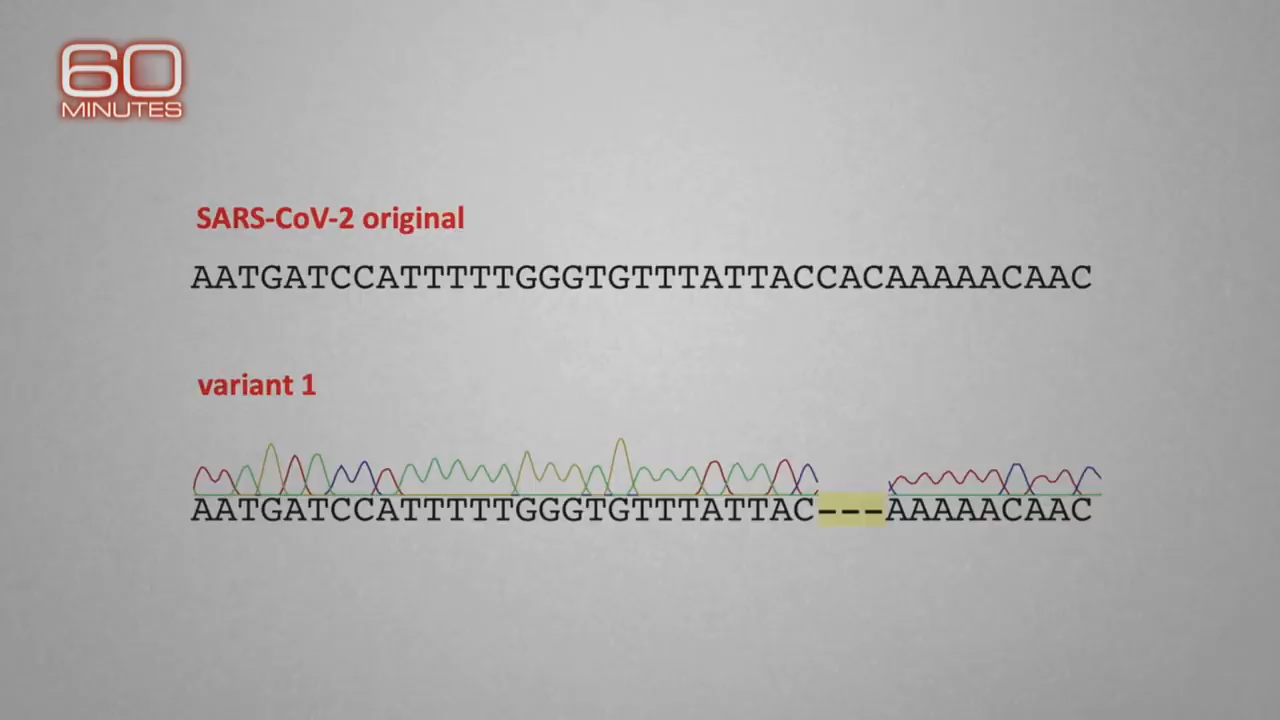 60
MINUTES
SARS-CoV-2 original
AATGATCCATTTTTGGGTGTTTATTACCACAAAAACAAC
variant 1
AATGATCCATTTTTGGGTGTTTATTAC---AAAAACAAC